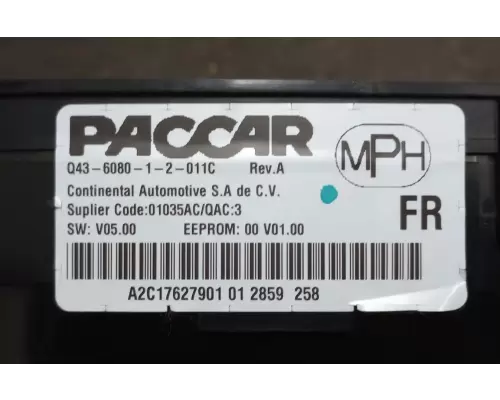 PACCAR
MPH
Q43-6080-1-2-011C Rev.A
Continental Automotive S.A de C.V.
Suplier Code:01035AC/QAC:3
FR
SW: V05.00 EEPROM: 00 V01.00
A2C17627901 01 2859 258